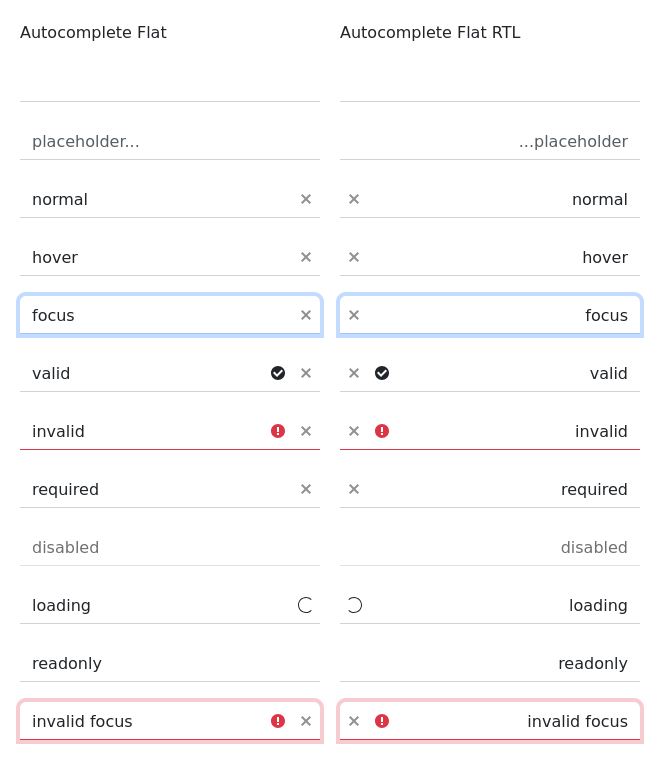 Autocomplete Flat
placeholder...
normal
hover
focus
valid
invalid
required
disabled
loading
readonly
invalid focus
Autocomplete Flat RTL
...placeholder
normal
hover
focus
valid
invalid
required
disabled
loading
readonly
invalid focus